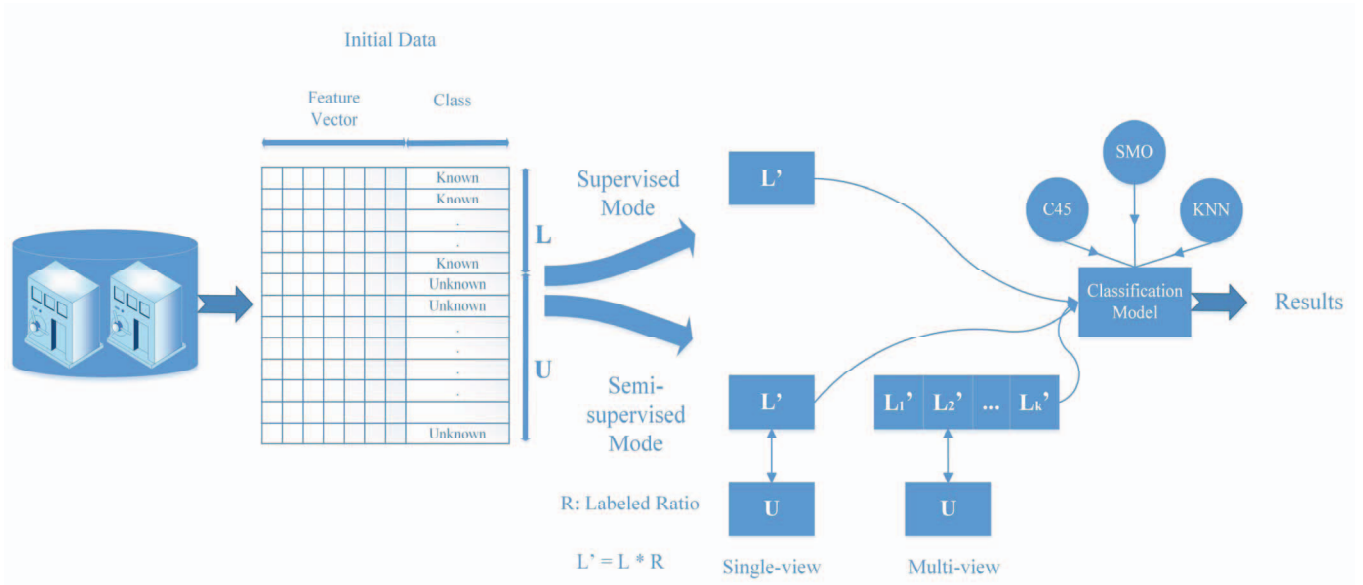 Initial Data
Feature
Vector
Class
Known
Known
.
.
Known
Unknown
Unknown
.
.
.
.
Unknown
L
U
Supervised
Mode
Semi-
supervised
Mode
R: Labeled Ratio
L' = L * R
L'
L'
U
Single-view
L1' L2' ... Lk'
U
Multi-view
SMO
C45
KNN
Classification
Model
Results